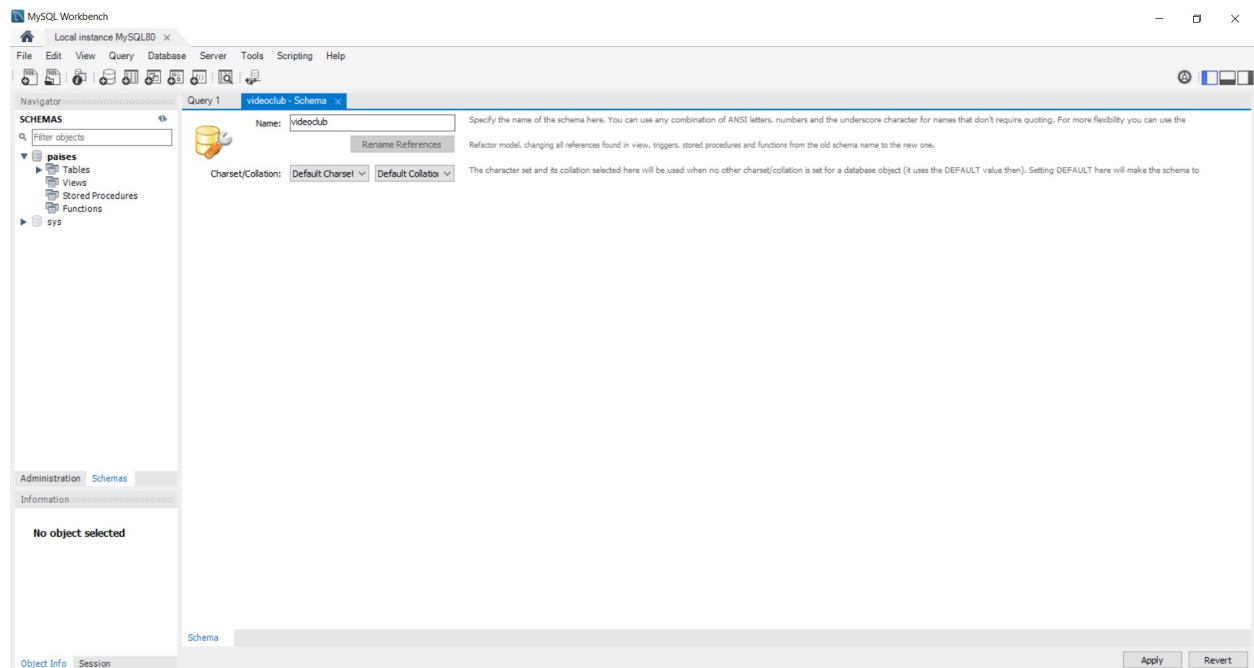 MySQL Workbench
Local instance MySQL80
File Edit View Query Database Server Tools Scripting Help
Navigator
Query 1
videoclub - Schema
SCHEMAS
Filter objects
paises
Tables
Views
Stored Procedures
Functions
sys
Name: videoclub
Specify the name of the schema here. You can use any combination of ANSI letters, numbers and the underscore character for names that don't require quoting. For more flexibility you can use the
Rename References
Refactor model, changing all references found in view, triggers, stored procedures and functions from the old schema name to the new one.
Charset/Collation: Default Charset Default Collation
The character set and its collation selected here will be used when no other charset/collation is set for a database object (it uses the DEFAULT value then). Setting DEFAULT here will make the schema to
Administration Schemas
Information
No object selected
Schema
Object Info Session
Apply Revert